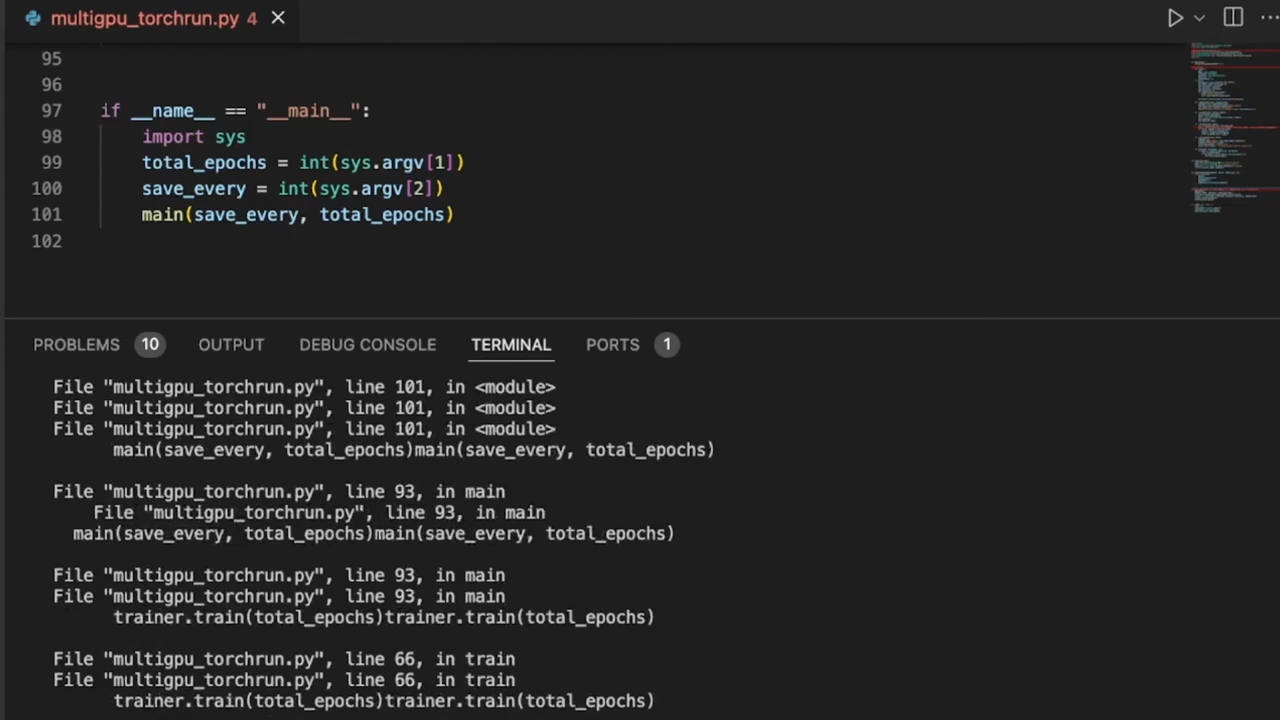 multigpu_torchrun.py 4
95
96
97 if __name__ == "__main__":
98 import sys
99 total_epochs = int(sys.argv[1])
100 save_every = int(sys.argv[2])
101 main(save_every, total_epochs)
102
PROBLEMS 10 OUTPUT DEBUG CONSOLE TERMINAL PORTS 1
File "multigpu_torchrun.py", line 101, in <module>
File "multigpu_torchrun.py", line 101, in <module>
File "multigpu_torchrun.py", line 101, in <module>
main(save_every, total_epochs)main(save_every, total_epochs)
File "multigpu_torchrun.py", line 93, in main
File "multigpu_torchrun.py", line 93, in main
main(save_every, total_epochs)main(save_every, total_epochs)
File "multigpu_torchrun.py", line 93, in main
File "multigpu_torchrun.py", line 93, in main
trainer.train(total_epochs)trainer.train(total_epochs)
File "multigpu_torchrun.py", line 66, in train
File "multigpu_torchrun.py", line 66, in train
trainer.train(total_epochs)trainer.train(total_epochs)